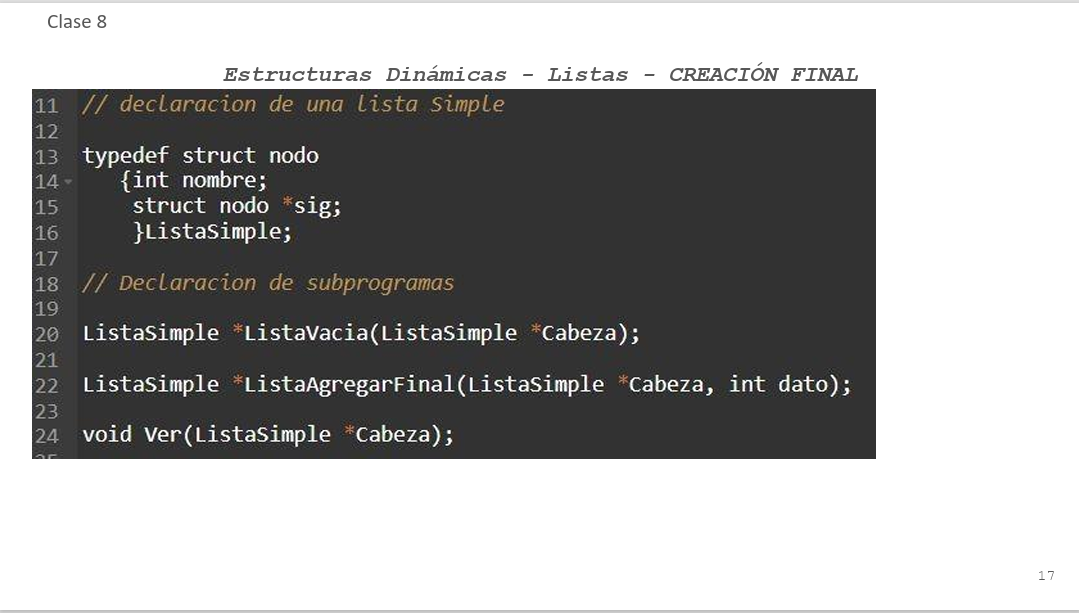 Clase 8
Estructuras Dinámicas - Listas - CREACIÓN FINAL
11 // declaracion de una lista Simple
12
13 typedef struct nodo
14 {int nombre;
15 struct nodo *sig;
16 }ListaSimple;
17
18 // Declaracion de subprogramas
19
20 ListaSimple *ListaVacia(ListaSimple *Cabeza);
21
22 ListaSimple *ListaAgregarFinal(ListaSimple *Cabeza, int dato);
23
24 void Ver(ListaSimple *Cabeza);
17